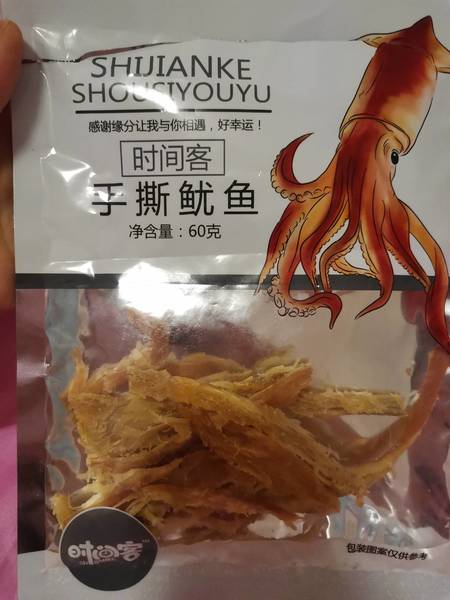 SHIJIANKE
SHOUSIYOUYU
感谢缘分让我与你相遇，好幸运！
时间客
手撕鱿鱼
净含量：60克
时间客
包装图案仅供参考